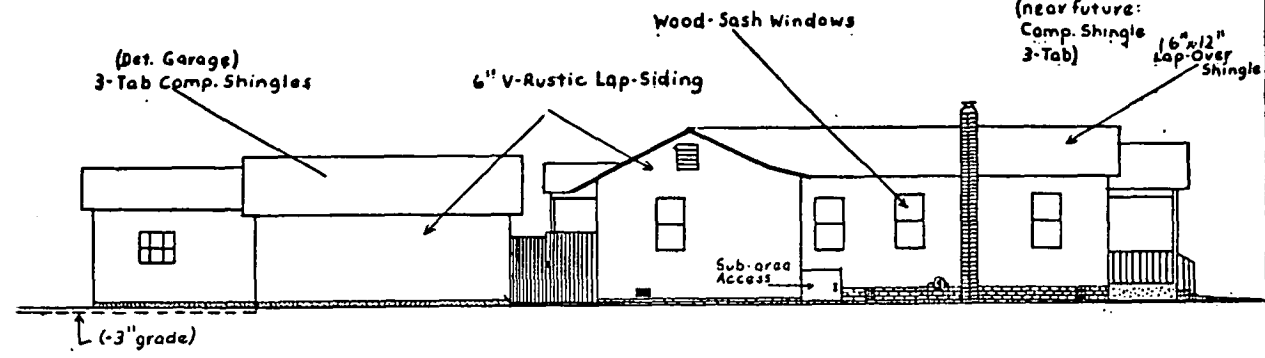 (near future:
Comp. Shingle
3-Tab)
Wood-Sash Windows
16"x12"
Lap-Over
Shingle
(Det. Garage)
3-Tab Comp. Shingles
6" V-Rustic Lap-Siding
Sub-area
Access
(-3" grade)